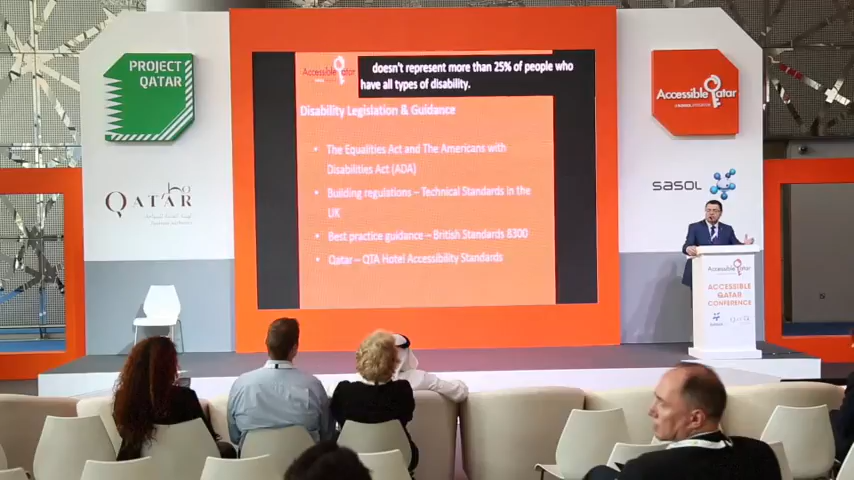 PROJECT
QATAR
QATAR
Accessible Qatar
doesn't represent more than 25% of people who
have all types of disability.
Disability Legislation & Guidance
• The Equalities Act and The Americans with
Disabilities Act (ADA)
• Building regulations – Technical Standards in the
UK
• Best practice guidance – British Standards 8300
• Qatar – QTA Hotel Accessibility Standards
Accessible Qatar
sasol
Accessible Qatar
ACCESSIBLE
QATAR
CONFERENCE